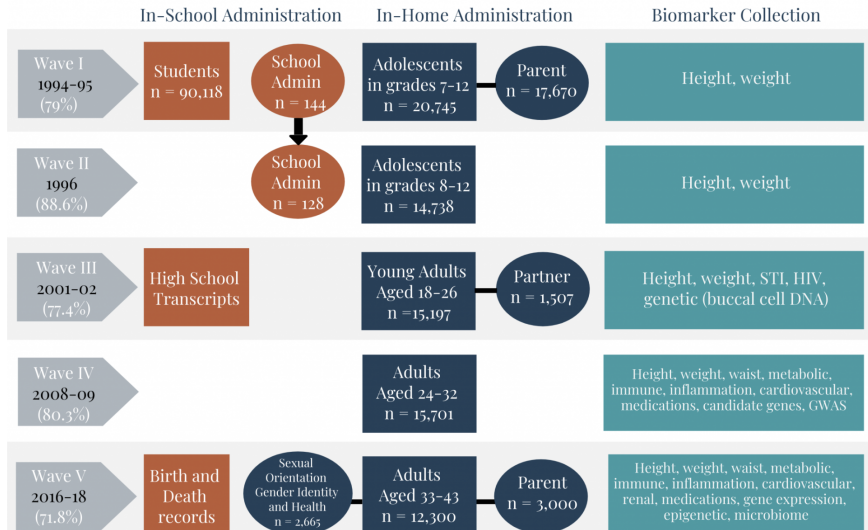 In-School Administration
In-Home Administration
Biomarker Collection
Wave I
1994-95
(79%)
Students
n = 90,118
School
Admin
n = 144
Adolescents
in grades 7-12
n = 20,745
Parent
n = 17,670
Height, weight
Wave II
1996
(88.6%)
School
Admin
n = 128
Adolescents
in grades 8-12
n = 14,738
Height, weight
Wave III
2001-02
(77.4%)
High School
Transcripts
Young Adults
Aged 18-26
n =15,197
Partner
n = 1,507
Height, weight, STI, HIV,
genetic (buccal cell DNA)
Wave IV
2008-09
(80.3%)
Adults
Aged 24-32
n = 15,701
Height, weight, waist, metabolic,
immune, inflammation, cardiovascular,
medications, candidate genes, GWAS
Wave V
2016-18
(71.8%)
Birth and
Death
records
Sexual
Orientation
Gender Identity
and Health
n = 2,665
Adults
Aged 33-43
n = 12,300
Parent
n = 3,000
Height, weight, waist, metabolic,
immune, inflammation, cardiovascular,
renal, medications, gene expression,
epigenetic, microbiome